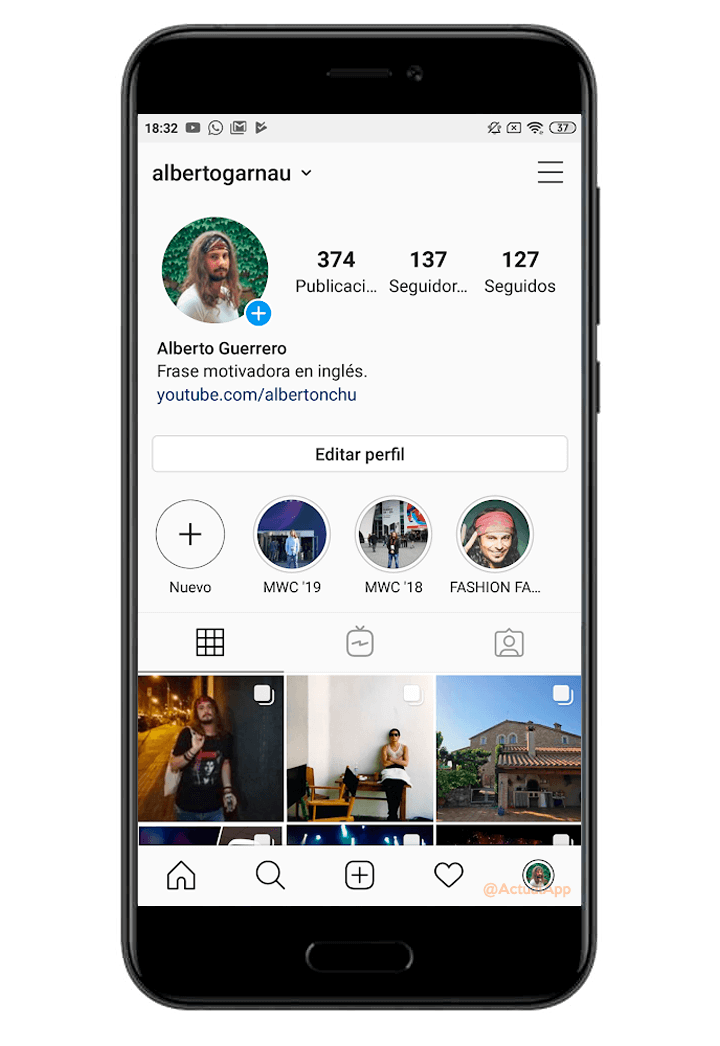 18:32
37
albertogarnau
374 137 127
Publicaci... Seguidor... Seguidos
Alberto Guerrero
Frase motivadora en inglés.
youtube.com/albertonchu
Editar perfil
Nuevo MWC '19 MWC '18 FASHION FA...
@ActualApp